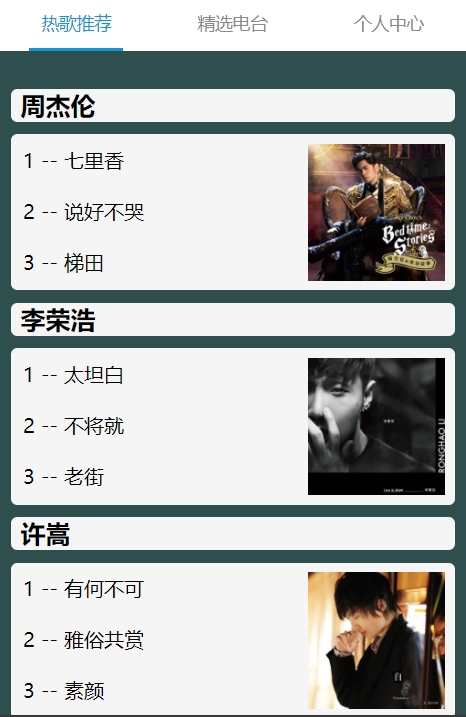 热歌推荐 精选电台 个人中心
周杰伦
1 -- 七里香
2 -- 说好不哭
3 -- 梯田
Bedtime
Stories
李荣浩
1 -- 太坦白
2 -- 不将就
3 -- 老街
RONGHAO LI
许嵩
1 -- 有何不可
2 -- 雅俗共赏
3 -- 素颜
自